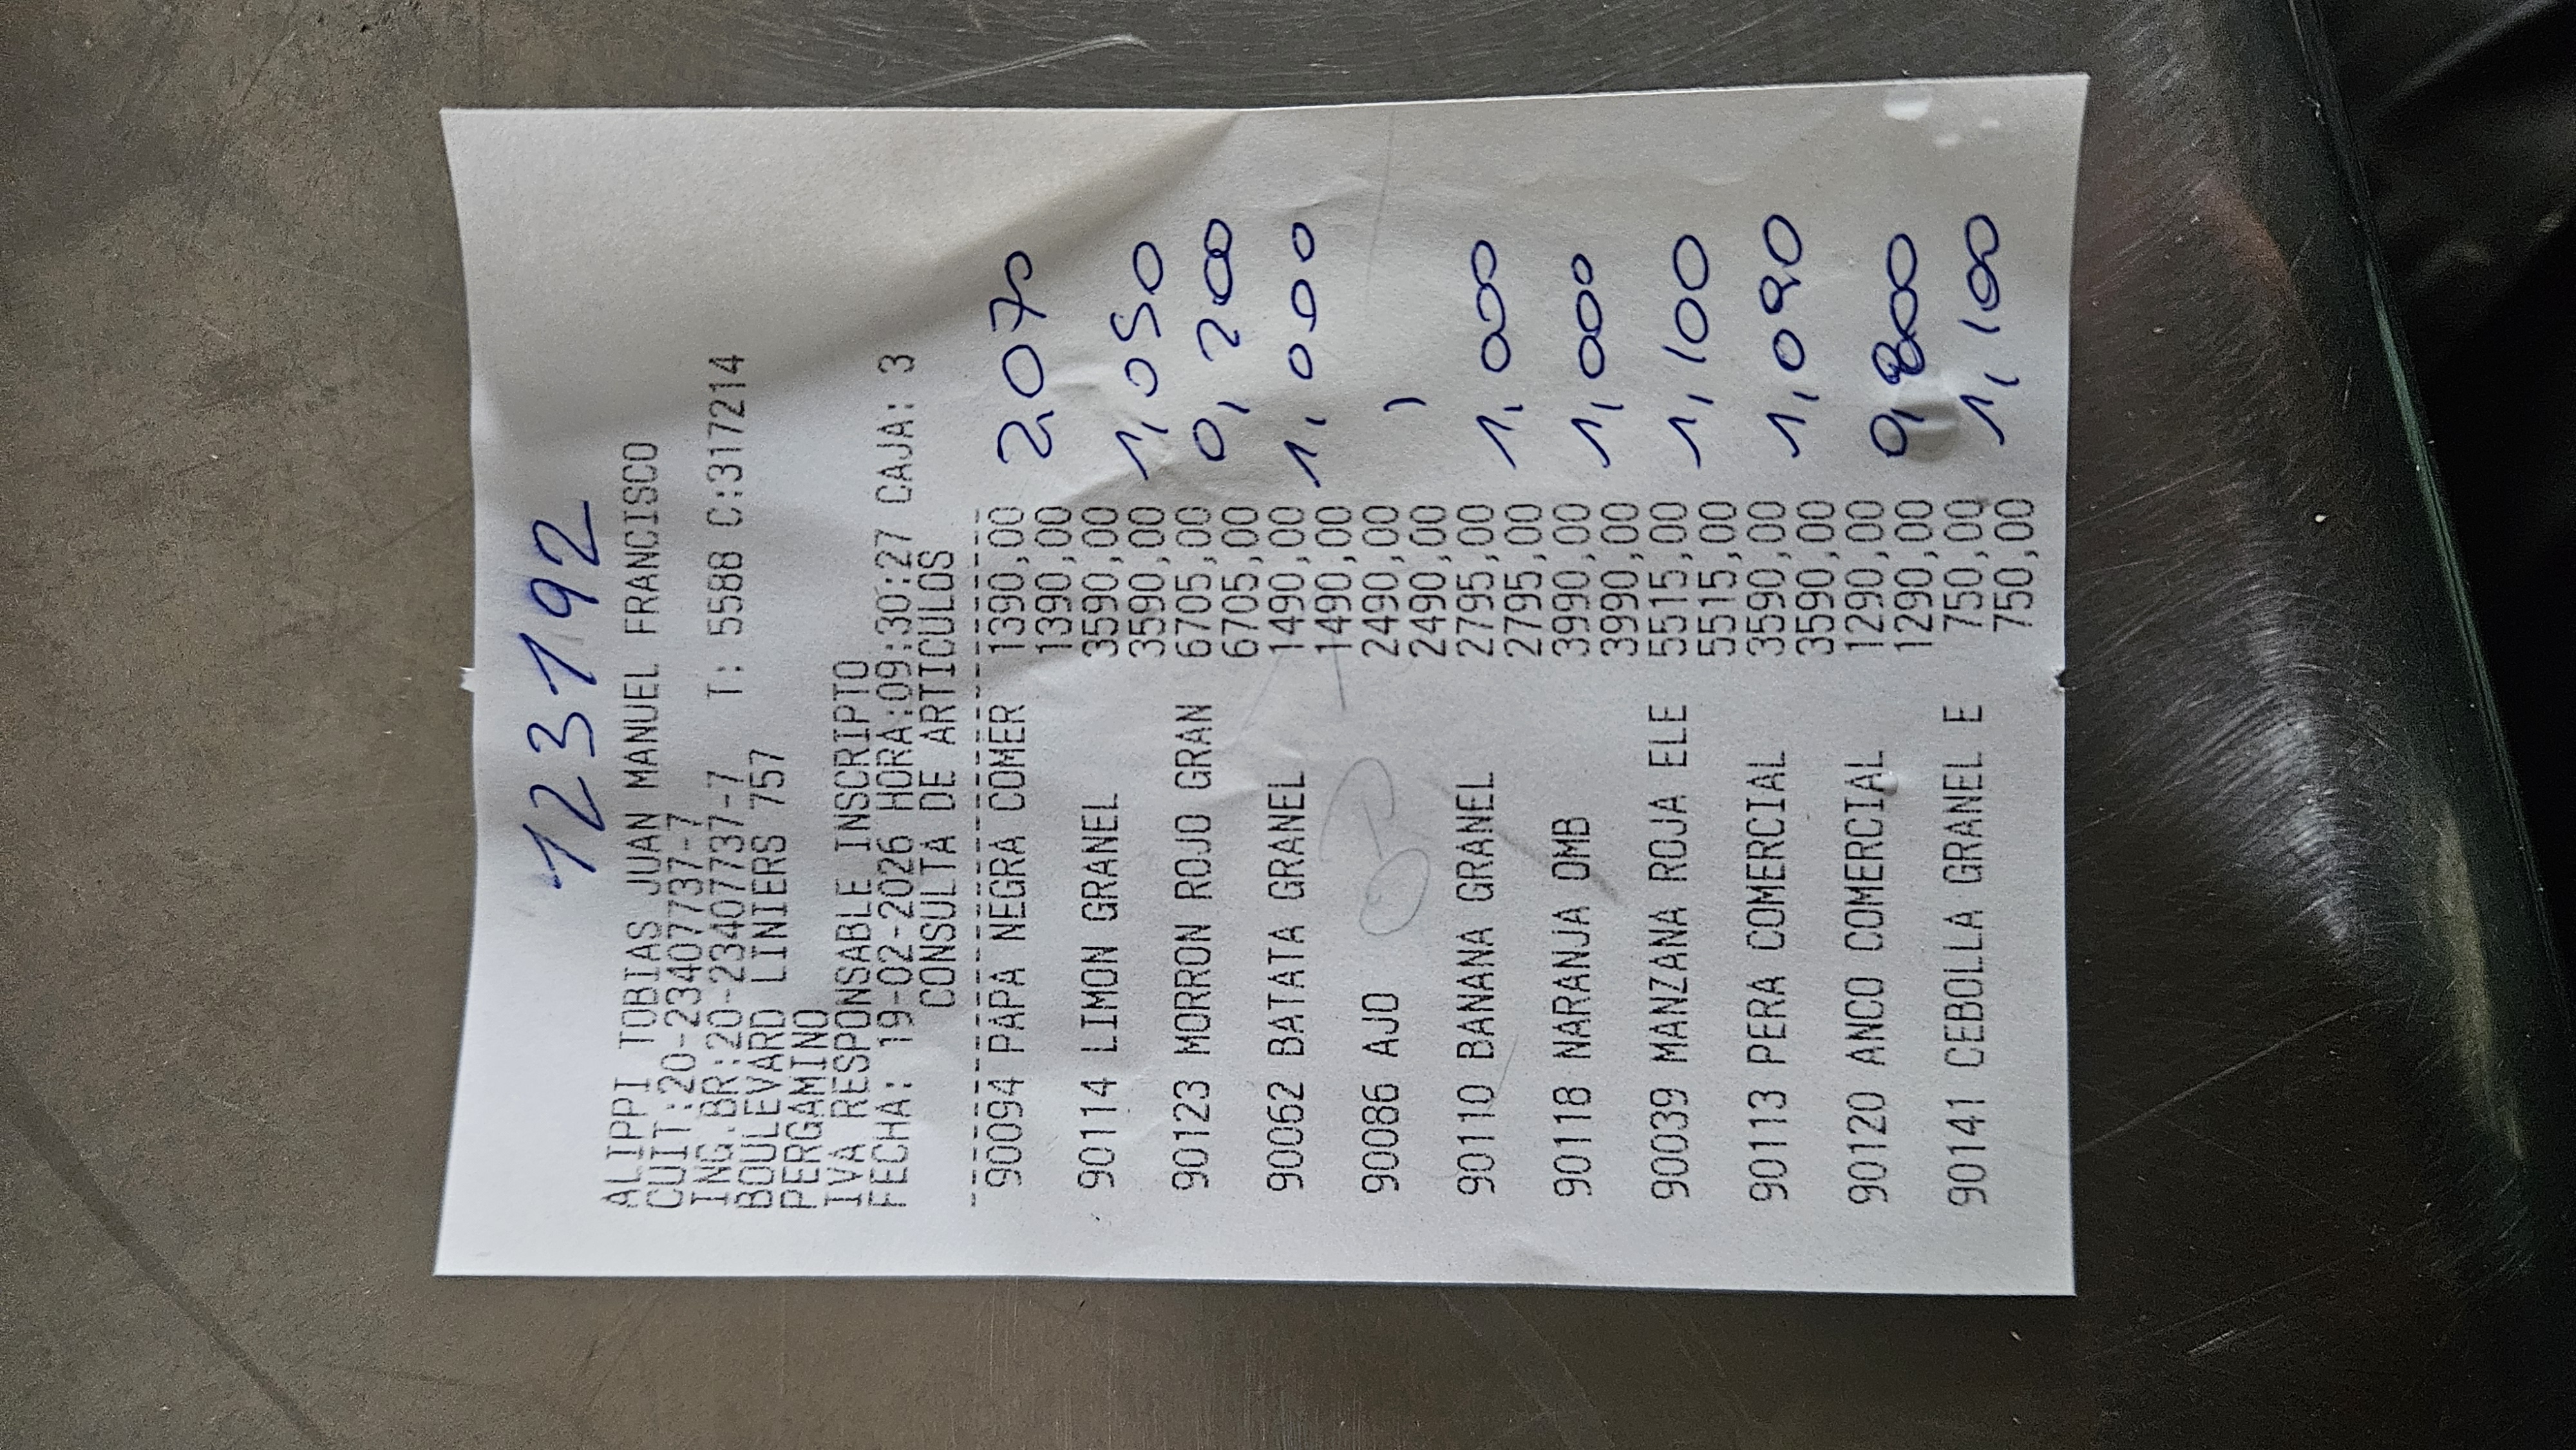 123192
ALIPPI TOBIAS JUAN MANUEL FRANCISCO
CUIT:20-23407737-7
ING.BR:20-23407737-7 T: 5588 C:317214
BOULEVARD LINIERS 757
PERGAMINO
IVA RESPONSABLE INSCRIPTO
FECHA: 19-02-2026 HORA:09:30:27 CAJA: 3
CONSULTA DE ARTICULOS
90094 PAPA NEGRA COMER 1390,00 2,070
1390,00
90114 LIMON GRANEL 3590,00 1,050
3590,00
90123 MORRON ROJO GRAN 6705,00 0,200
6705,00
90062 BATATA GRANEL 1490,00 1,000
1490,00
90086 AJO 2490,00 ,
2490,00
90110 BANANA GRANEL 2795,00 1,000
2795,00
90118 NARANJA OMB 3990,00 1,000
3990,00
90039 MANZANA ROJA ELE 5515,00 1,100
5515,00
90113 PERA COMERCIAL 3590,00 1,090
3590,00
90120 ANCO COMERCIAL 1290,00
1290,00
90141 CEBOLLA GRANEL E 750,00 1,100
750,00